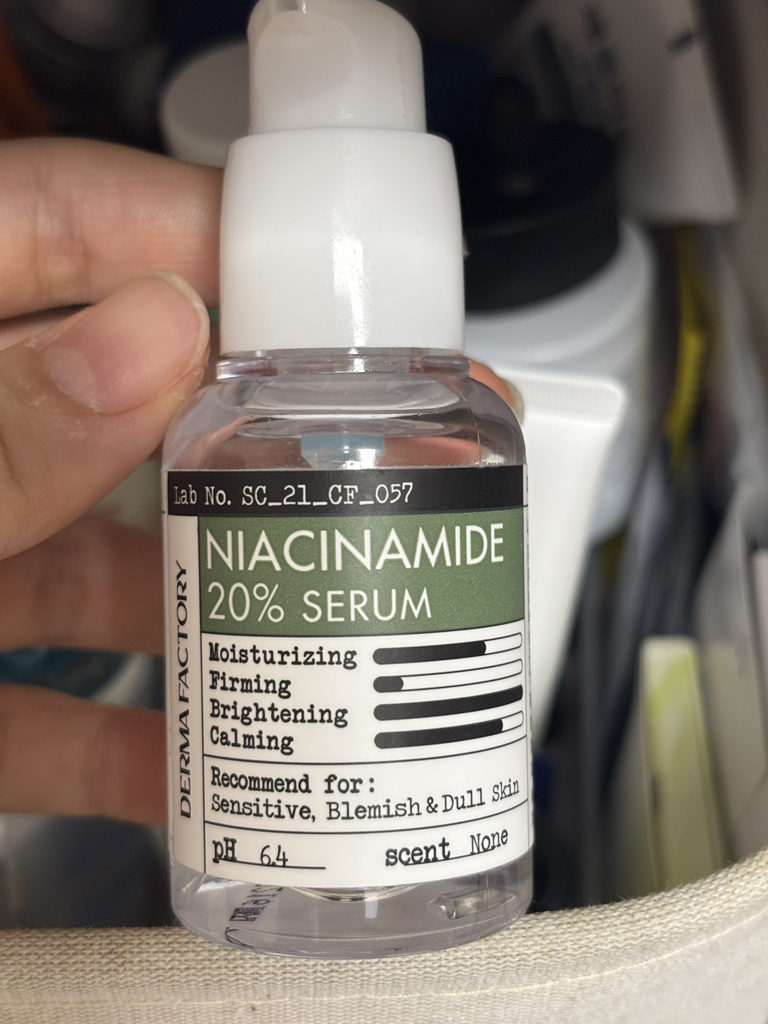 Lab No. SC_21_CF_057
DERMA FACTORY
NIACINAMIDE
20% SERUM
Moisturizing
Firming
Brightening
Calming
Recommend for:
Sensitive, Blemish & Dull Skin
pH 6.4 scent None